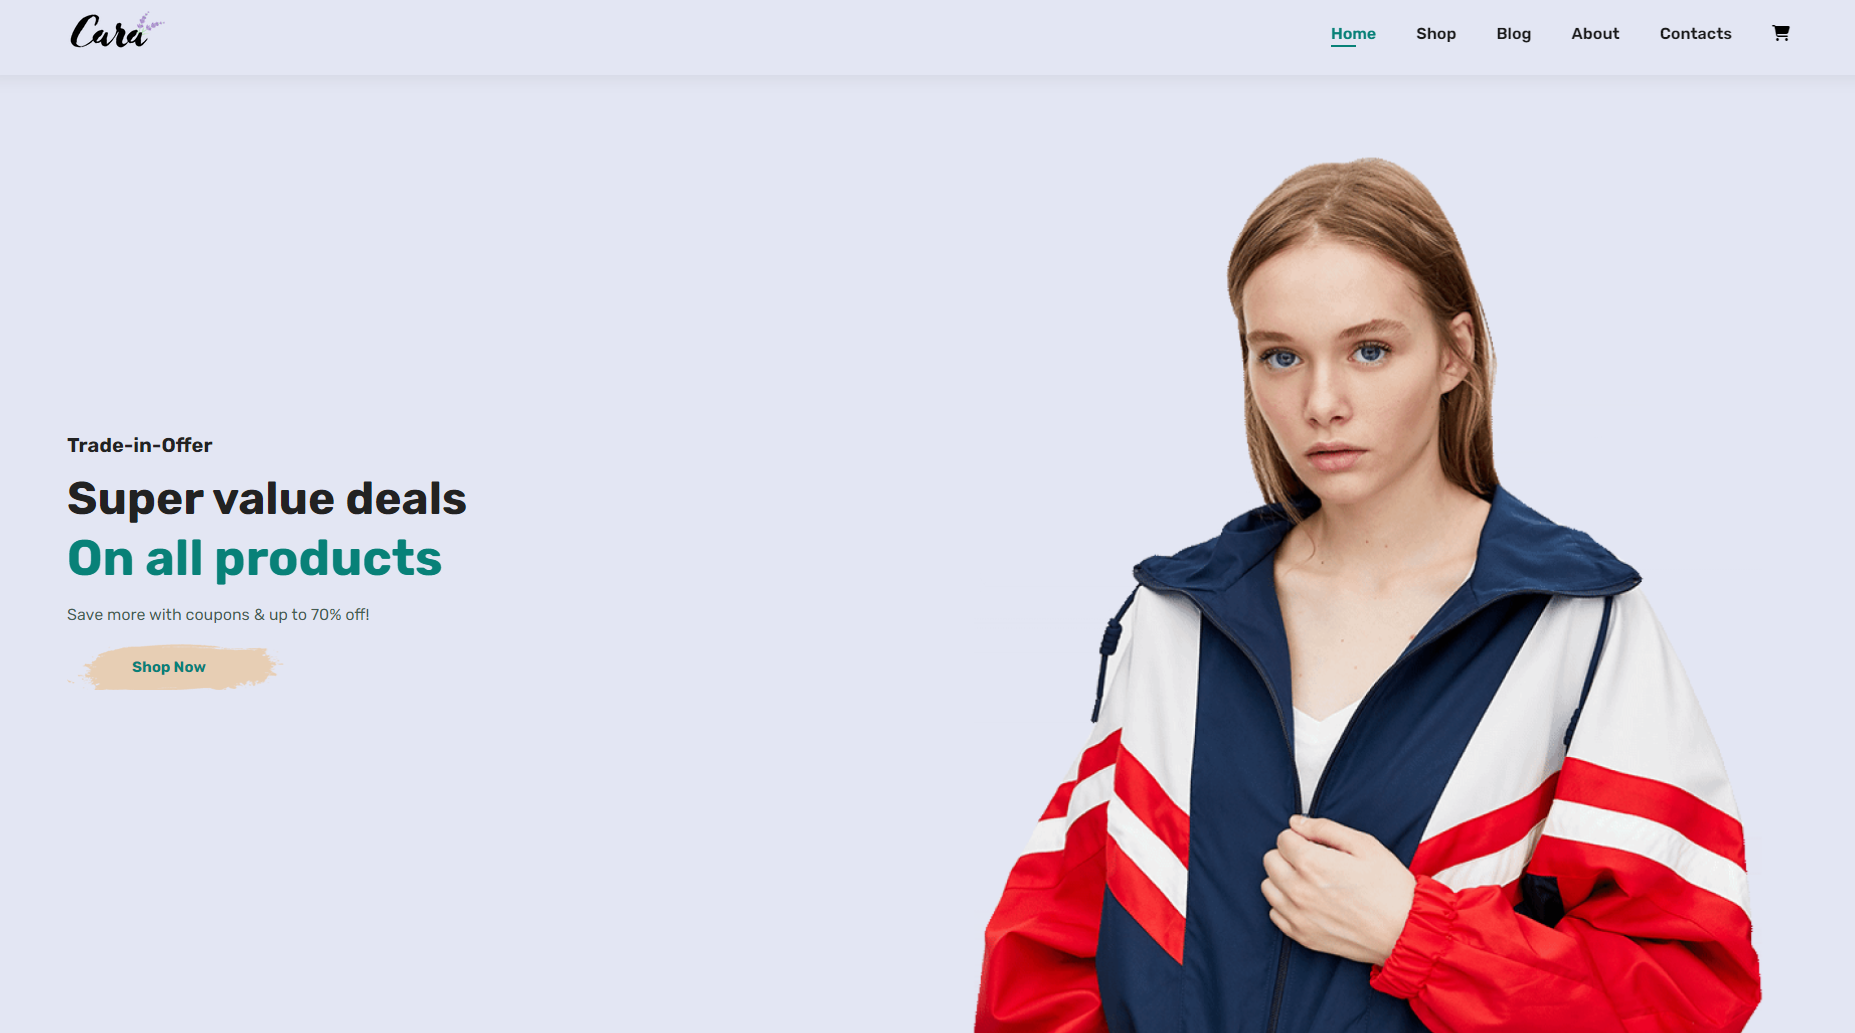 Cara
Home Shop Blog About Contacts
Trade-in-Offer
Super value deals
On all products
Save more with coupons & up to 70% off!
Shop Now